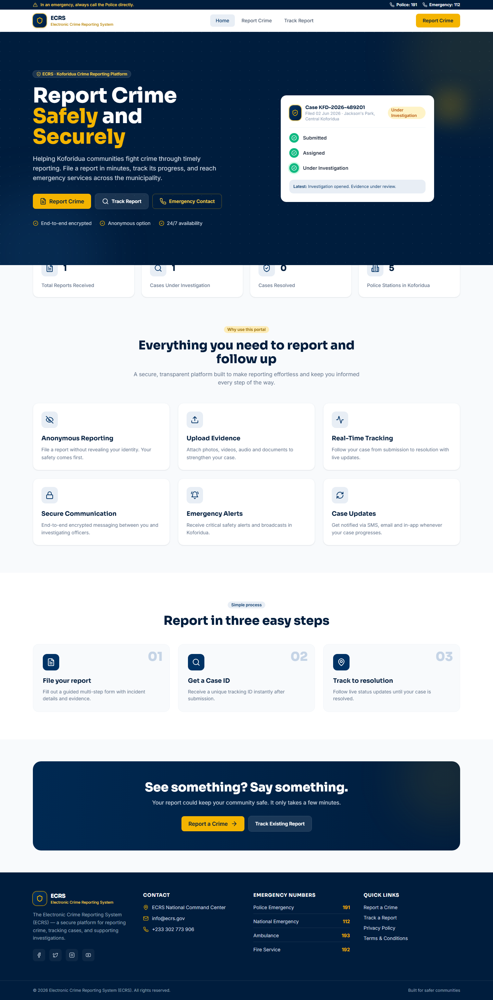 In an emergency, always call the Police directly.
Police: 191
Emergency: 112
ECRS
Electronic Crime Reporting System
Home
Report Crime
Track Report
Report Crime
ECRS · Koforidua Crime Reporting Platform
Report Crime
Safely and
Securely
Helping Koforidua communities fight crime through timely
reporting. File a report in minutes, track its progress, and reach
emergency services across the municipality.
Report Crime
Track Report
Emergency Contact
End-to-end encrypted
Anonymous option
24/7 availability
Case KFD-2026-489201
Filed 02 Jun 2026 · Jackson's Park,
Central Koforidua
Under
Investigation
Submitted
Assigned
Under Investigation
Latest: Investigation opened. Evidence under review.
1
Total Reports Received
1
Cases Under Investigation
0
Cases Resolved
5
Police Stations in Koforidua
Why use this portal
Everything you need to report and
follow up
A secure, transparent platform built to make reporting effortless and keep you informed
every step of the way.
Anonymous Reporting
File a report without revealing your identity. Your
safety comes first.
Upload Evidence
Attach photos, videos, audio and documents to
strengthen your case.
Real-Time Tracking
Follow your case from submission to resolution with
live updates.
Secure Communication
End-to-end encrypted messaging between you and
investigating officers.
Emergency Alerts
Receive critical safety alerts and broadcasts in
Koforidua.
Case Updates
Get notified via SMS, email and in-app whenever
your case progresses.
Simple process
Report in three easy steps
01
File your report
Fill out a guided multi-step form with incident
details and evidence.
02
Get a Case ID
Receive a unique tracking ID instantly after
submission.
03
Track to resolution
Follow live status updates until your case is
resolved.
See something? Say something.
Your report could keep your community safe. It only takes a few minutes.
Report a Crime
Track Existing Report
ECRS
Electronic Crime Reporting System
The Electronic Crime Reporting System
(ECRS) — a secure platform for reporting
crime, tracking cases, and supporting
investigations.
CONTACT
ECRS National Command Center
info@ecrs.gov
+233 302 773 906
EMERGENCY NUMBERS
Police Emergency 191
National Emergency 112
Ambulance 193
Fire Service 192
QUICK LINKS
Report a Crime
Track a Report
Privacy Policy
Terms & Conditions
© 2026 Electronic Crime Reporting System (ECRS). All rights reserved.
Built for safer communities